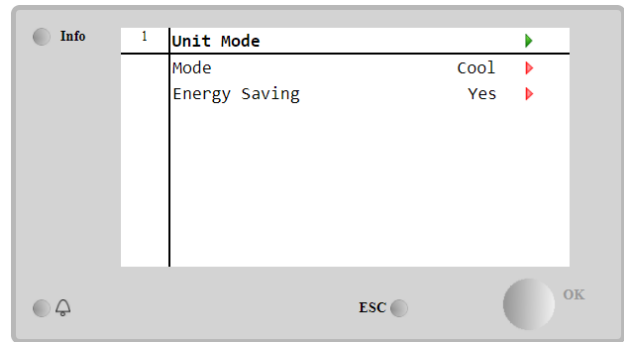 Info
1 Unit Mode
Mode Cool
Energy Saving Yes
ESC
OK